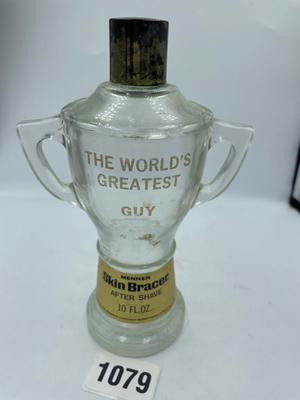 THE WORLD'S
GREATEST
GUY
MENNEN
Skin Bracer
AFTER SHAVE
10 FL.OZ.
1079